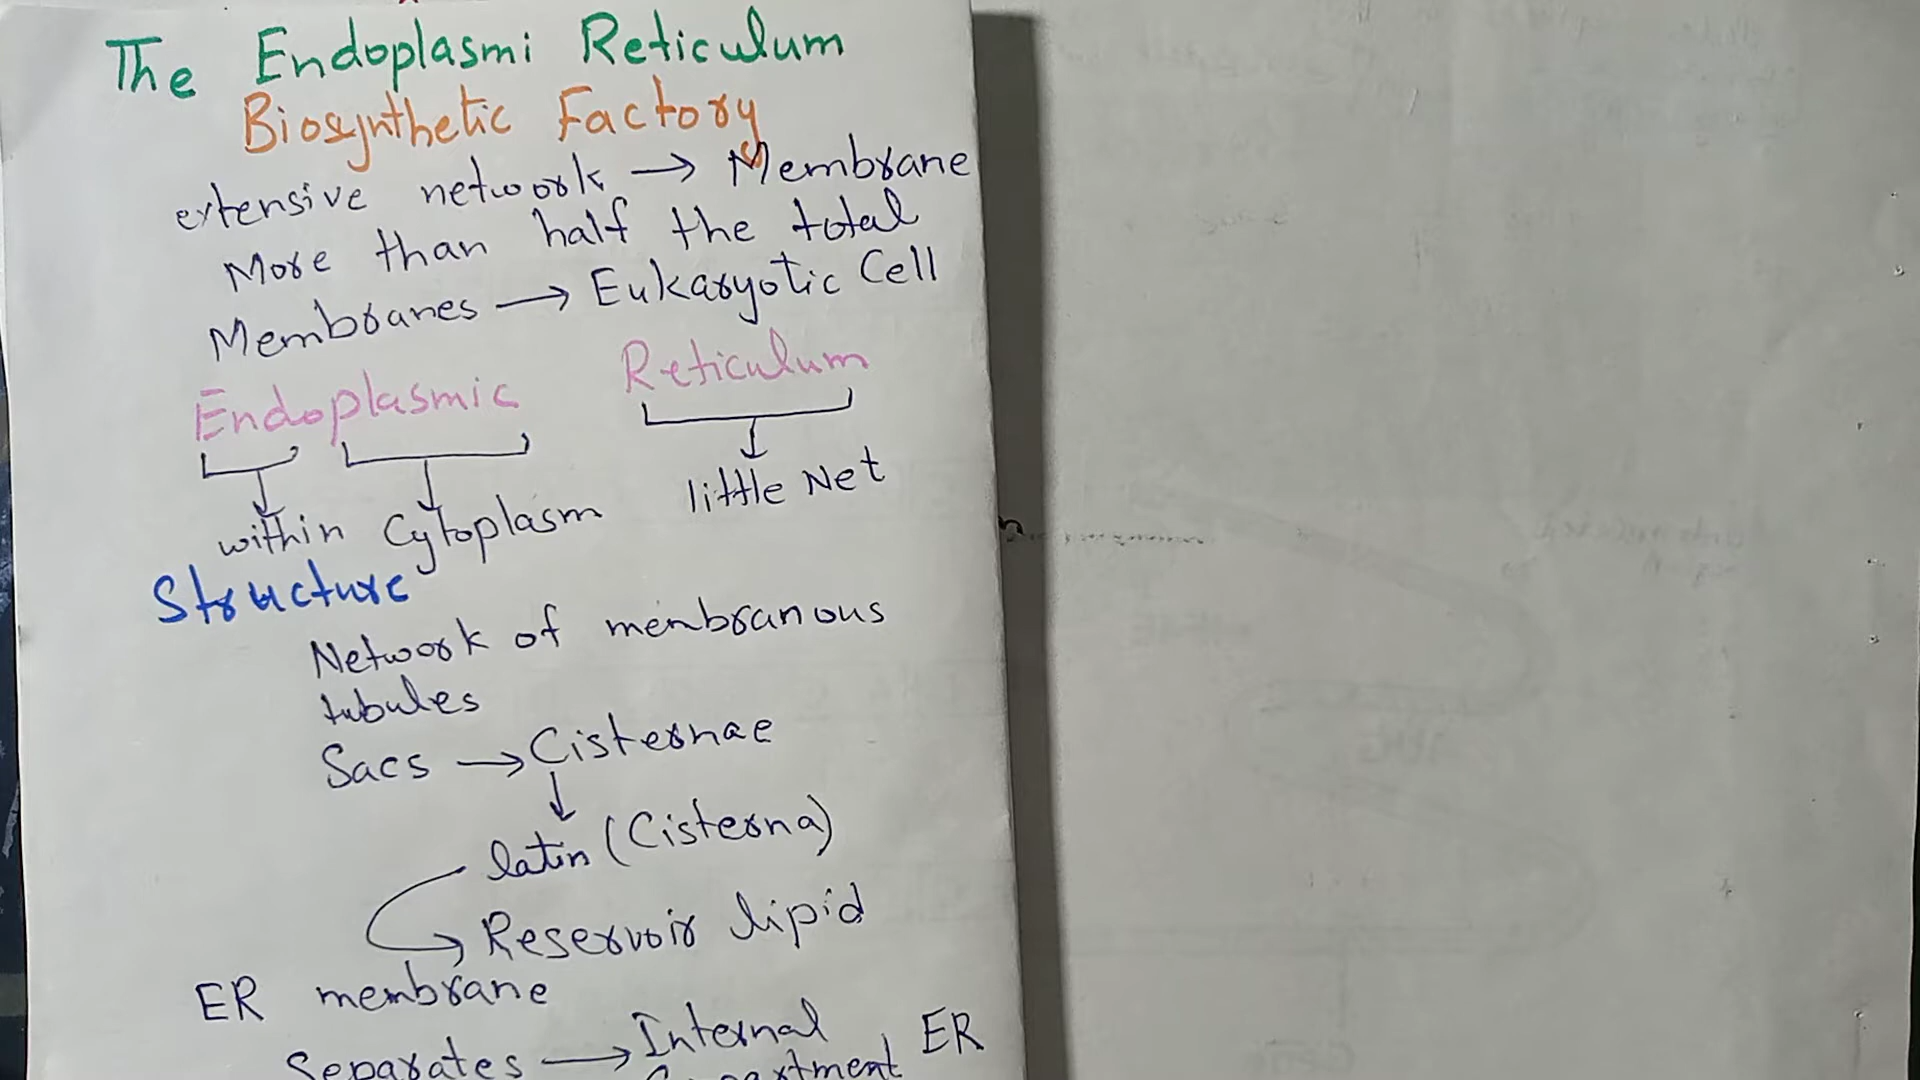 The Endoplasmi Reticulum
Biosynthetic Factory
extensive network → Membrane
More than half the total
Membranes → Eukaryotic Cell
Endoplasmic Reticulum
within Cytoplasm little Net
Structure
Network of membranous
tubules
Sacs → Cisternae
↓
latin (Cisterna)
→ Reservoir lipid
ER membrane
Separates → Internal ER